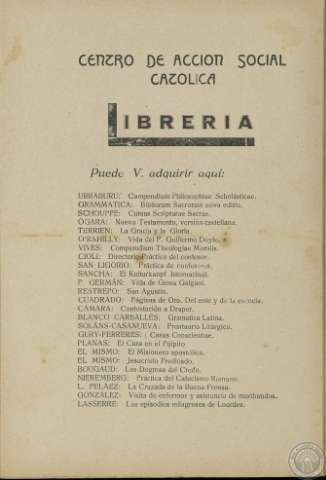 CENTRO DE ACCION SOCIAL
CATOLICA
LIBRERIA
Puede V. adquirir aquí:
URRABURU: Compendium Philosophiae Scholasticae.
GRAMMATICA: Bibliorum Sacrorum nova editio.
SCHOUPPE: Cursus Scripturae Sacrae.
OGARA: Nuevo Testamento, versión castellana.
TERRIEN: La Gracia y la Gloria.
O'RAHILLY: Vida del P. Guillermo Doyle.
VIVES: Compendium Theologiae Moralis.
CIOLI: Directorio Práctico del confesor.
SAN LIGORIO: Práctica de confesores.
SANCHA: El Kulturkampf Internacinal.
P. GERMÁN: Vida de Gema Galgani.
RESTREPO: San Agustín.
CUADRADO: Páginas de Oro. Del este y de la escuela.
CÁMARA: Contestación a Draper.
BLANCO CARBALLÉS: Gramática Latina.
SOLÁNS-CASANUEVA: Prontuario Litúrgico.
GURY-FERRERES: Casus Conscientiae.
PLANAS: El Cura en el Púlpito
EL MISMO: El Misionero apostólico.
EL MISMO: Jesucristo Predicado.
BOUGAUD: Los Dogmas del Credo.
NIEREMBERG: Práctica del Catecismo Romano.
L. PELÁEZ: La Cruzada de la Buena Prensa.
GONZÁLEZ: Visita de enfermos y asistencia de moribundos.
LASSERRE: Los episodios milagrosos de Lourdes.